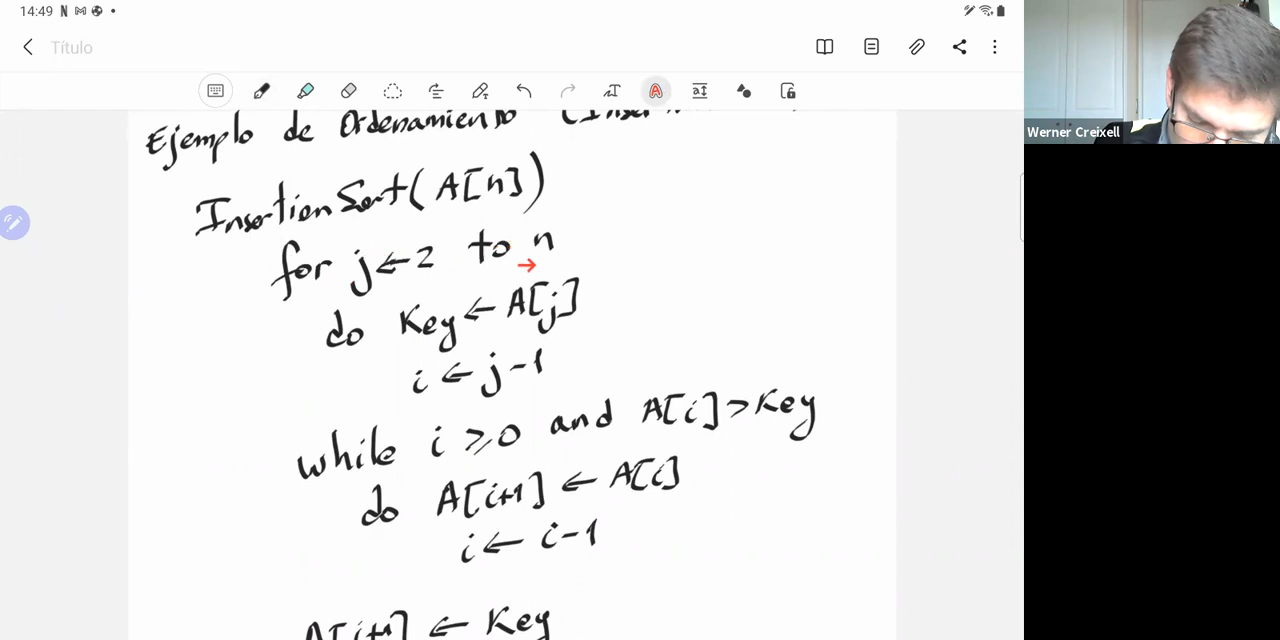 14:49
Título
Werner Creixell
Ejemplo de Ordenamiento
InsertionSort(A[n])
for j ← 2 to n
→
do Key ← A[j]
i ← j-1
while i ≥ 0 and A[i] > Key
do A[i+1] ← A[i]
i ← i-1
A[i+1] ← Key